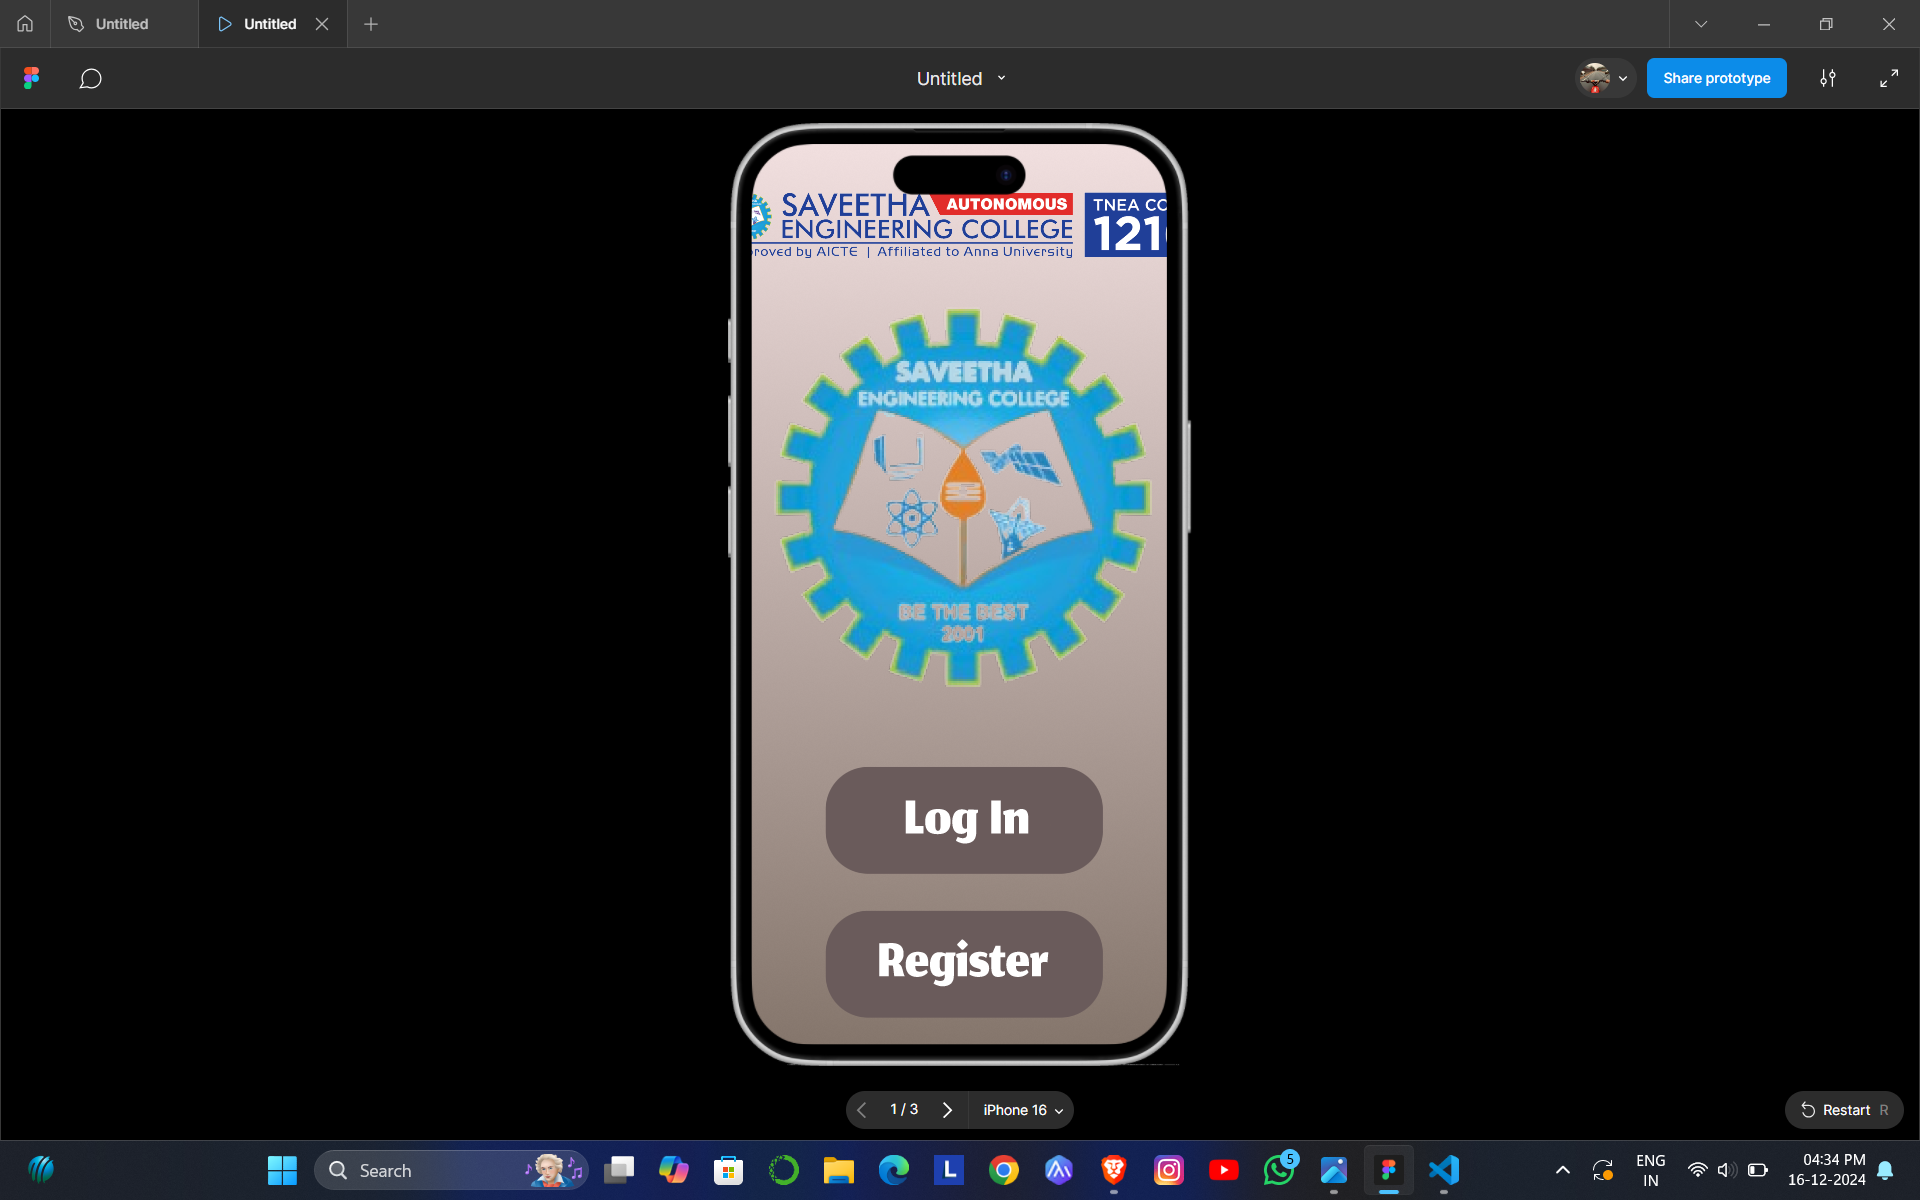 Untitled
Untitled
Untitled
Share prototype
SAVEETHA AUTONOMOUS
ENGINEERING COLLEGE
roved by AICTE | Affiliated to Anna University
TNEA CO
121
SAVEETHA
ENGINEERING COLLEGE
BE THE BEST
2001
Log In
Register
1 / 3
iPhone 16
Restart R
Search
L
5
ENG
IN
04:34 PM
16-12-2024